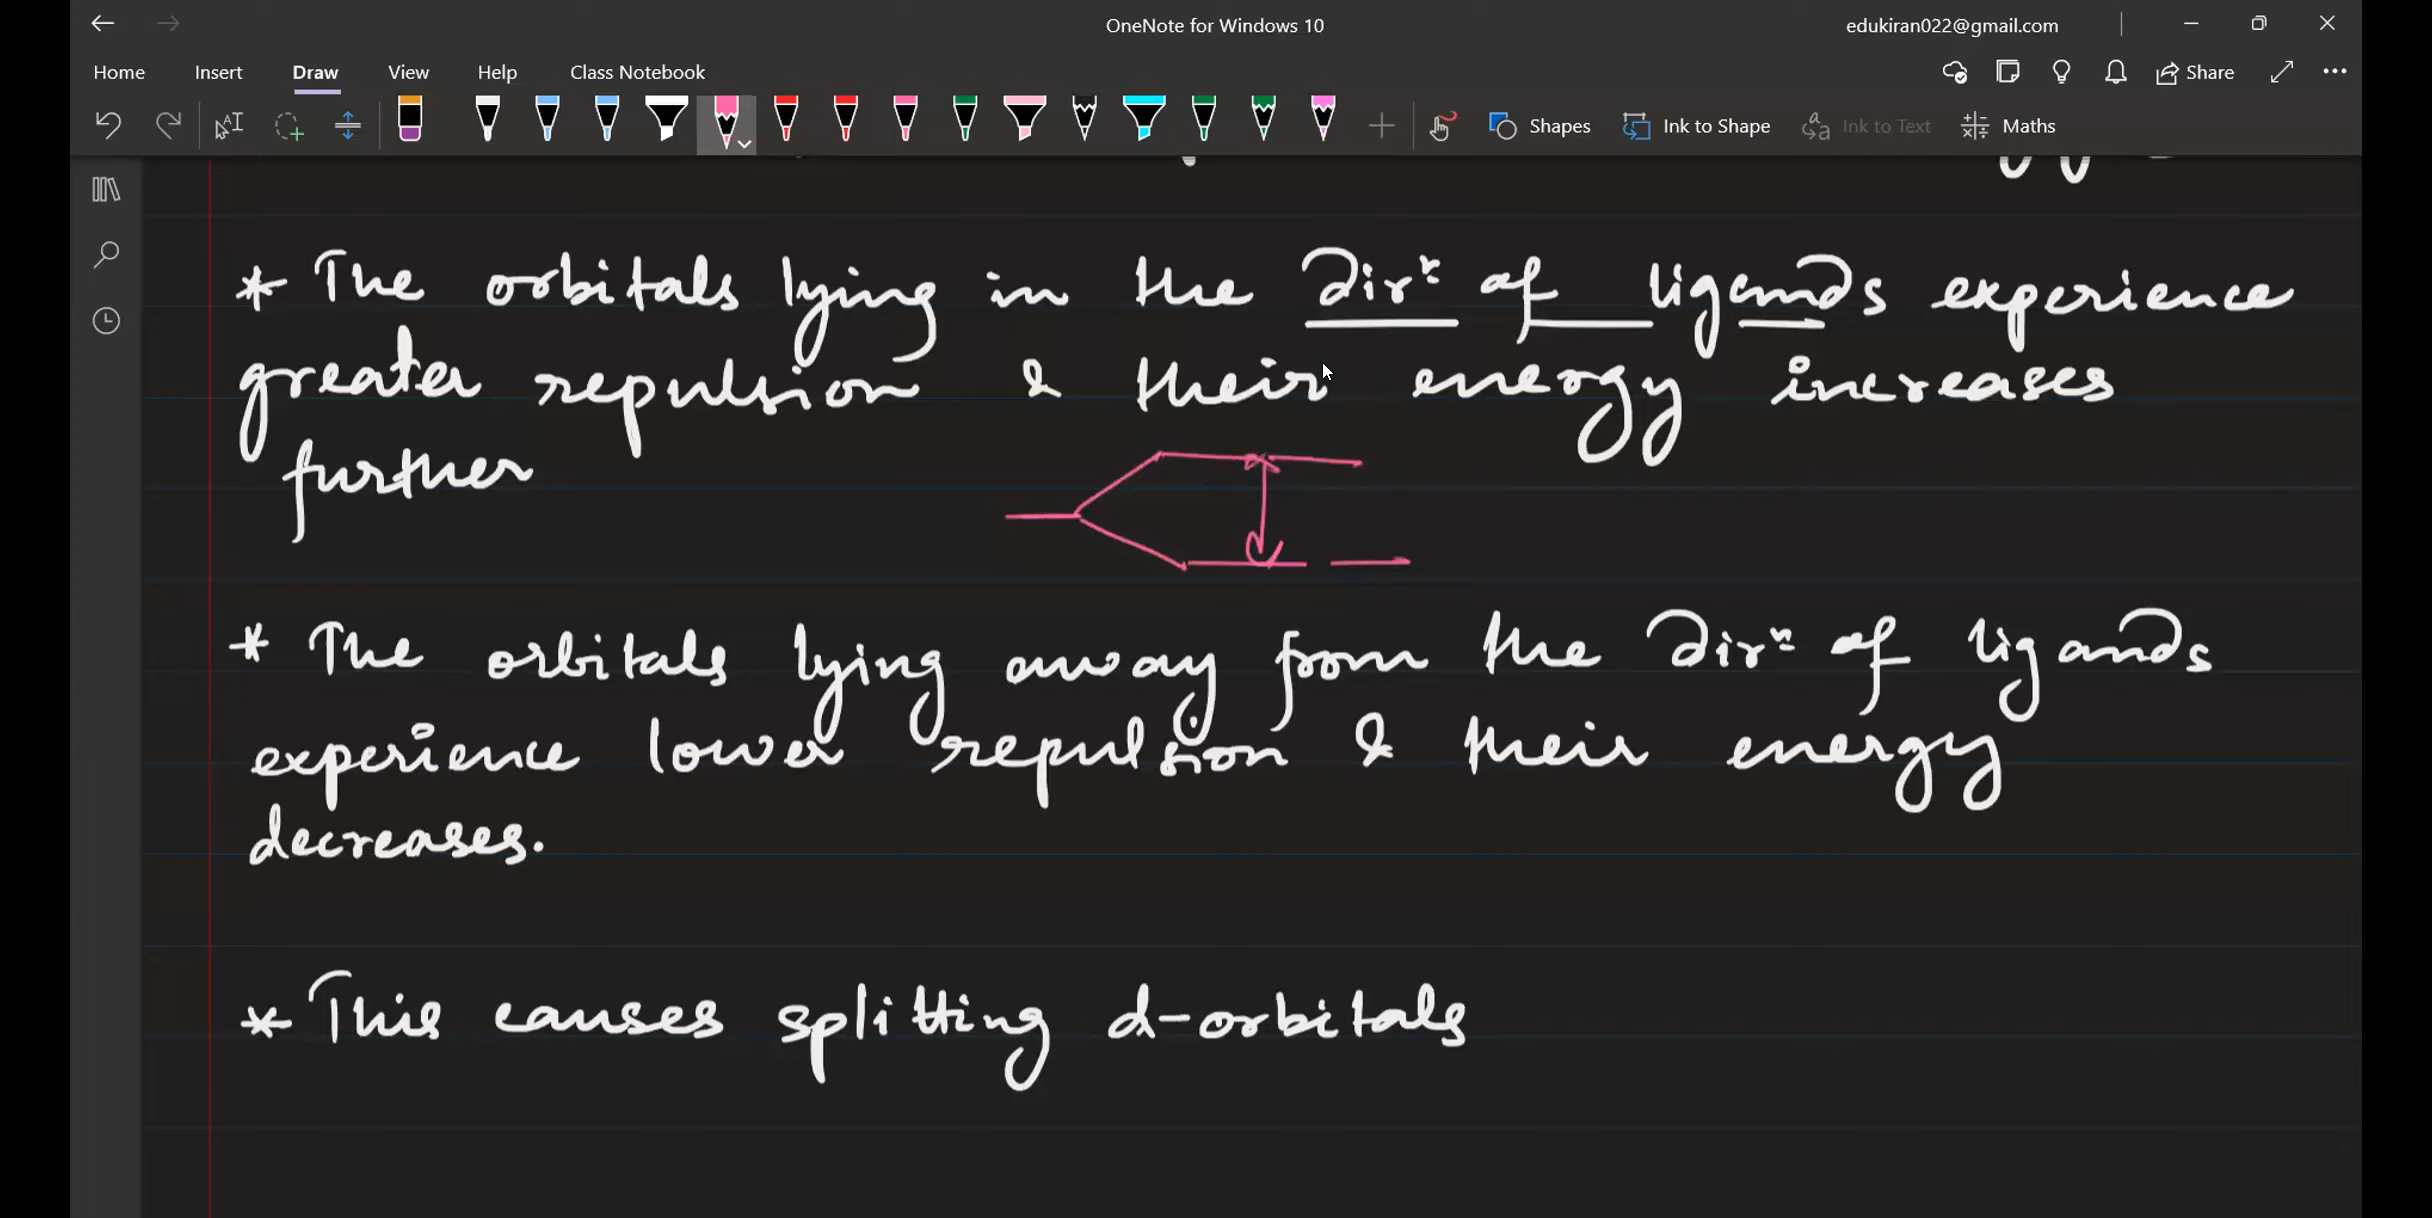 OneNote for Windows 10
edukiran022@gmail.com
Home Insert Draw View Help Class Notebook
Share
Shapes Ink to Shape Ink to Text Maths
* The orbitals lying in the dirⁿ of ligands experience
greater repulsion & their energy increases
further
* The orbitals lying away from the dirⁿ of ligands
experience lower repulsion & their energy
decreases.
* This causes splitting d-orbitals